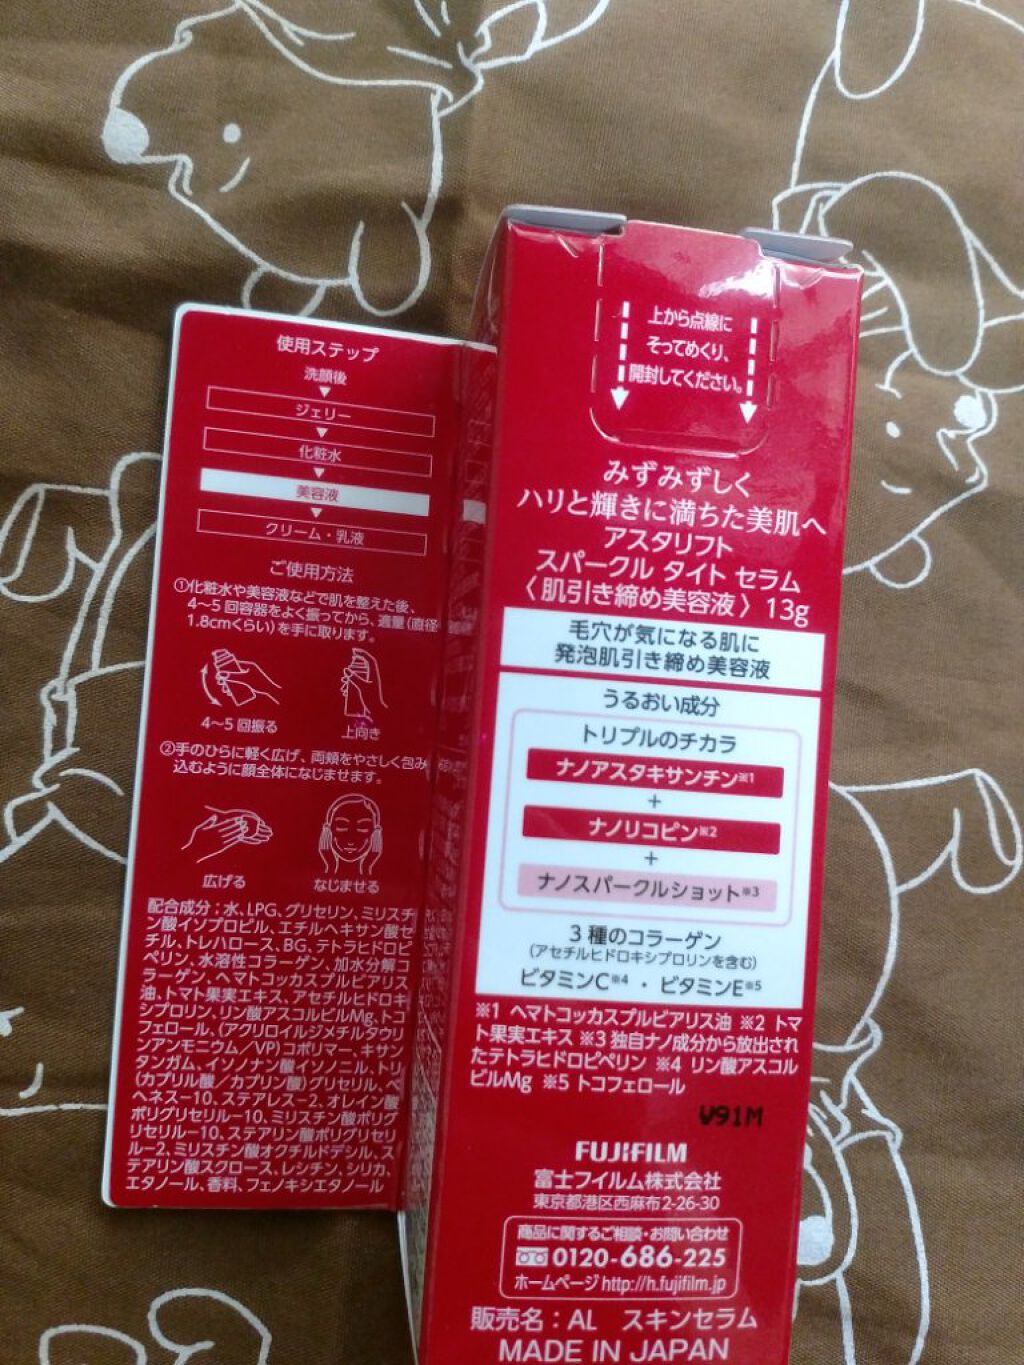 使用ステップ
洗顔後
▼
ジェリー
▼
化粧水
▼
美容液
▼
クリーム・乳液
ご使用方法
①化粧水や美容液などで肌を整えた後、
4〜5回容器をよく振ってから、適量(直径
1.8cmくらい)を手に取ります。
4〜5回振る
上向き
②手のひらに軽く広げ、両頬をやさしく包み
込むように顔全体になじませます。
広げる
なじませる
配合成分:水、LPG、グリセリン、ミリスチ
ン酸イソプロピル、エチルヘキサン酸セ
チル、トレハロース、BG、テトラヒドロピ
ペリン、水溶性コラーゲン、加水分解コ
ラーゲン、ヘマトコッカスプルビアリス
油、トマト果実エキス、アセチルヒドロキ
シプロリン、リン酸アスコルビルMg、トコ
フェロール、(アクリロイルジメチルタウリ
ンアンモニウム/VP)コポリマー、キサン
タンガム、イソノナン酸イソノニル、トリ
(カプリル酸/カプリン酸)グリセリル、ベ
ヘネス-10、ステアレス-2、オレイン酸
ポリグリセリル-10、ミリスチン酸ポリグ
リセリル-10、ステアリン酸ポリグリセリ
ル-2、ミリスチン酸オクチルドデシル、ス
テアリン酸スクロース、レシチン、シリカ、
エタノール、香料、フェノキシエタノール
上から点線に
そってめくり、
開封してください。
みずみずしく
ハリと輝きに満ちた美肌へ
アスタリフト
スパークル タイト セラム
〈肌引き締め美容液〉 13g
毛穴が気になる肌に
発泡肌引き締め美容液
うるおい成分
トリプルのチカラ
ナノアスタキサンチン※1
+
ナノリコピン※2
+
ナノスパークルショット※3
3種のコラーゲン
(アセチルヒドロキシプロリンを含む)
ビタミンC※4・ビタミンE※5
※1 ヘマトコッカスプルビアリス油 ※2 トマ
ト果実エキス ※3 独自ナノ成分から放出され
たテトラヒドロピペリン ※4 リン酸アスコル
ビルMg ※5 トコフェロール
V91M
FUJIFILM
富士フイルム株式会社
東京都港区西麻布2-26-30
商品に関するご相談・お問い合わせ
0120-686-225
ホームページ http://h.fujifilm.jp
販売名:AL スキンセラム
MADE IN JAPAN